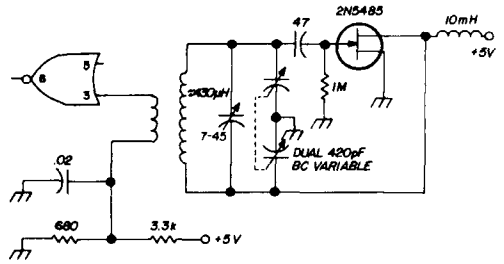 2N5485
47
10mH
+5V
5
6
3
≈430µH
7-45
1M
DUAL 420pF
BC VARIABLE
.02
680
3.3k
+5V